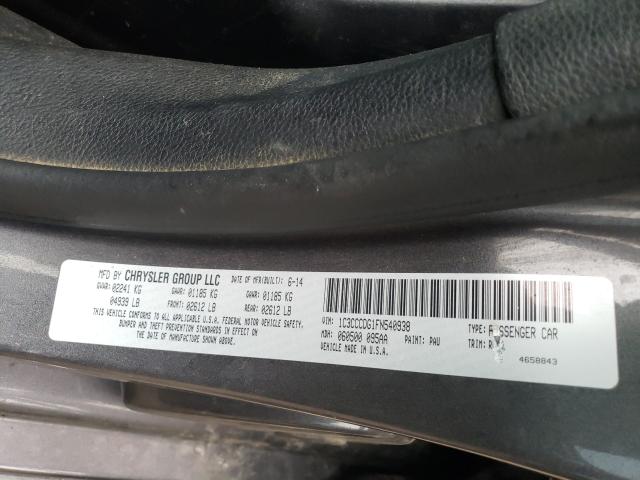 MFD BY CHRYSLER GROUP LLC DATE OF MFR(BUILT): 6-14
GVWR: 02241 KG GAWR: 01185 KG GAWR: 01185 KG
04939 LB FRONT: 02612 LB REAR: 02612 LB
THIS VEHICLE CONFORMS TO ALL APPLICABLE U.S.A. FEDERAL MOTOR VEHICLE SAFETY,
BUMPER AND THEFT PREVENTION STANDARDS IN EFFECT ON
THE DATE OF MANUFACTURE SHOWN ABOVE.
VIN: 1C3CCCDG1FN540938 TYPE: PASSENGER CAR
MDH: 060500 095AA PAINT: PAU TRIM:
VEHICLE MADE IN U.S.A.
4658843